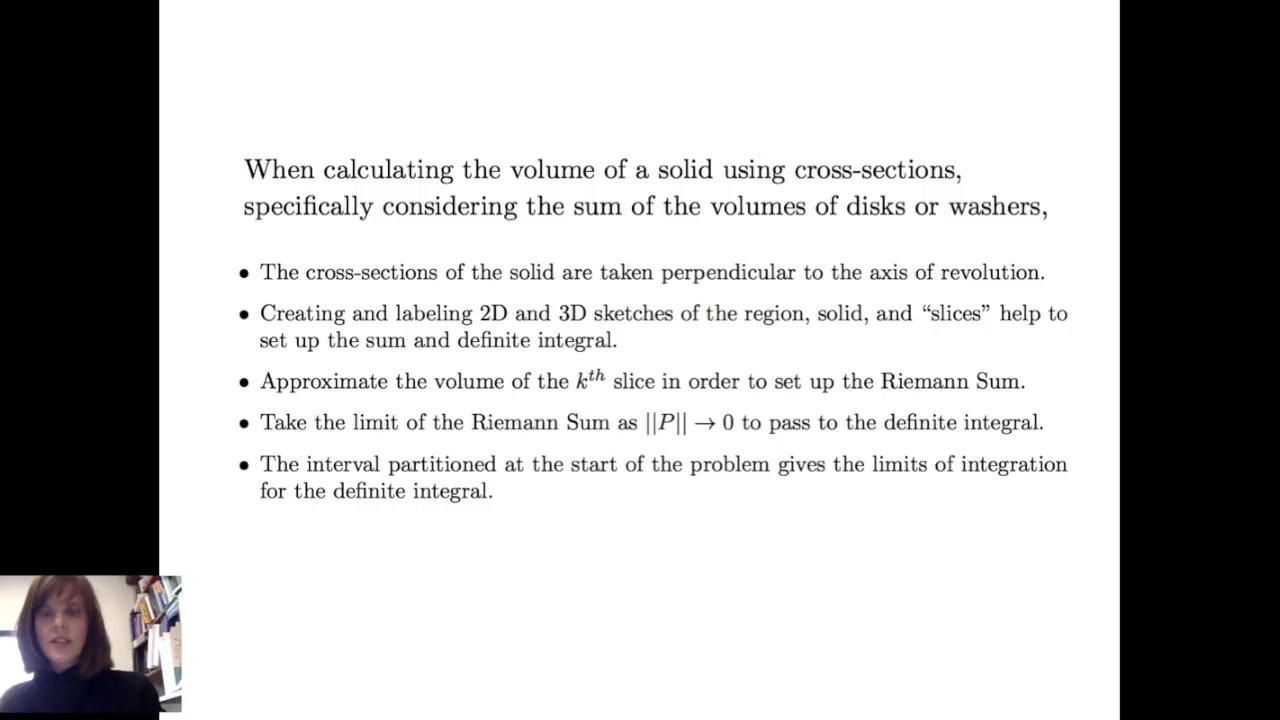 When calculating the volume of a solid using cross-sections,
specifically considering the sum of the volumes of disks or washers,
• The cross-sections of the solid are taken perpendicular to the axis of revolution.
• Creating and labeling 2D and 3D sketches of the region, solid, and “slices” help to
set up the sum and definite integral.
• Approximate the volume of the k^{th} slice in order to set up the Riemann Sum.
• Take the limit of the Riemann Sum as ||P|| → 0 to pass to the definite integral.
• The interval partitioned at the start of the problem gives the limits of integration
for the definite integral.